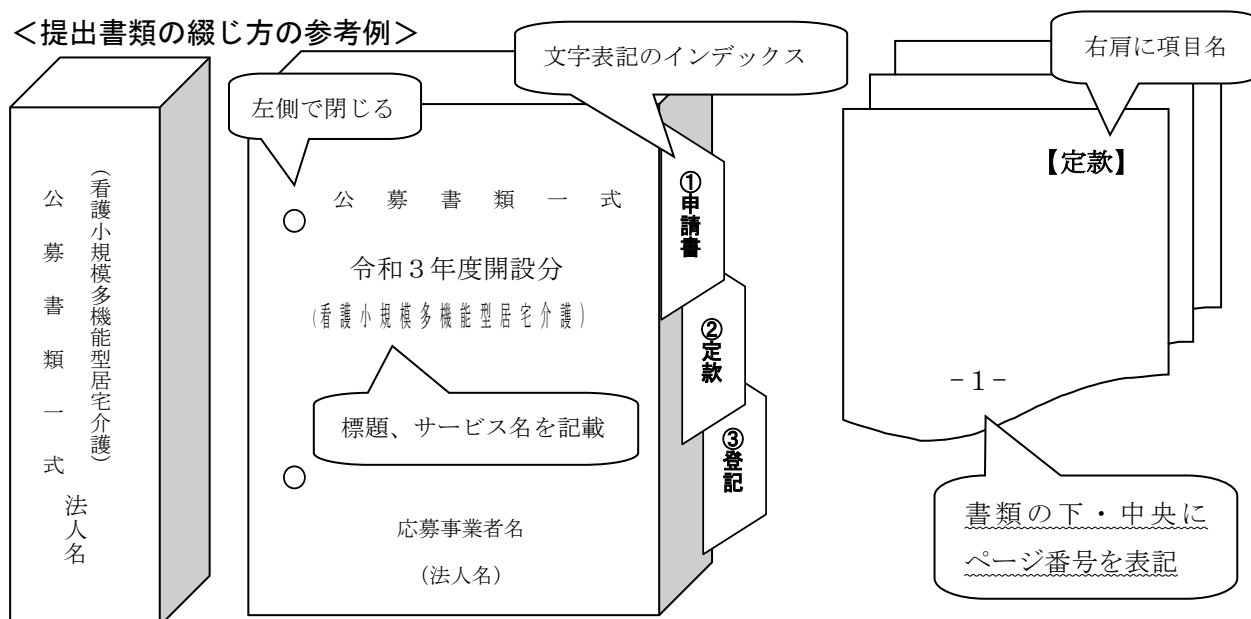 ＜提出書類の綴じ方の参考例＞
公募書類一式
（看護小規模多機能型居宅介護）
法人名
左側で閉じる
文字表記のインデックス
公募書類一式
令和３年度開設分
（看護小規模多機能型居宅介護）
標題、サービス名を記載
応募事業者名
（法人名）
①申請書
②定款
③登記
右肩に項目名
【定款】
－１－
書類の下・中央に
ページ番号を表記